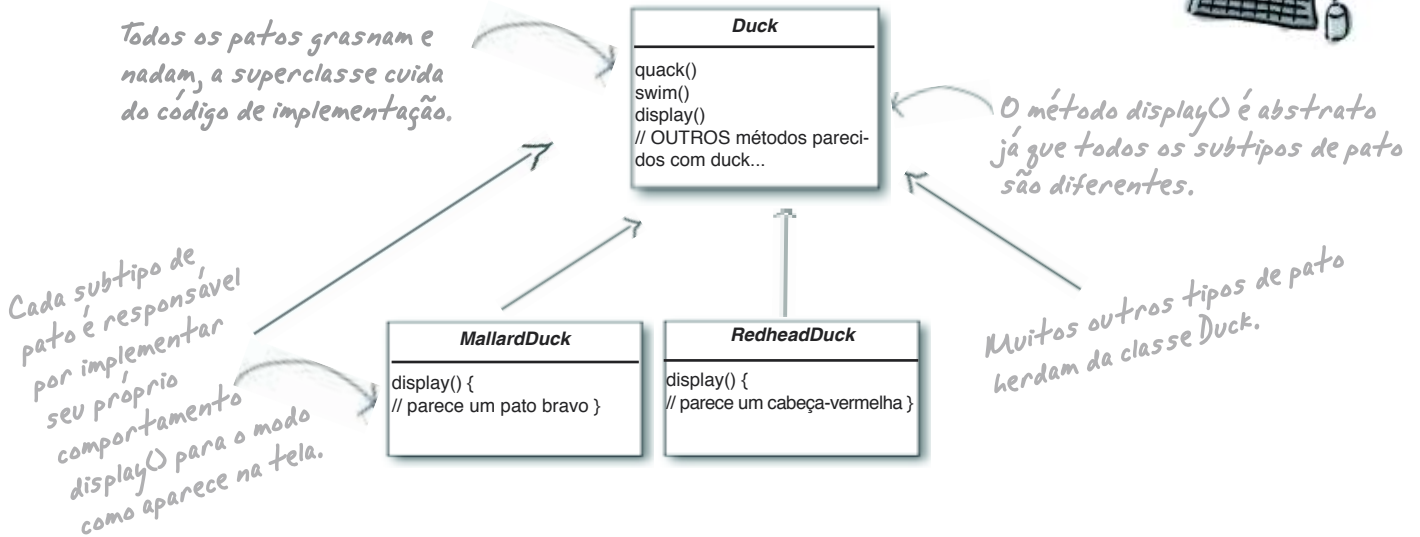 Todos os patos grasnam e
nadam, a superclasse cuida
do código de implementação.
Duck
quack()
swim()
display()
// OUTROS métodos pareci-
dos com duck...
O método display() é abstrato
já que todos os subtipos de pato
são diferentes.
Cada subtipo de
pato é responsável
por implementar
seu próprio
comportamento
display() para o modo
como aparece na tela.
MallardDuck
display() {
// parece um pato bravo }
RedheadDuck
display() {
// parece um cabeça-vermelha }
Muitos outros tipos de pato
herdam da classe Duck.